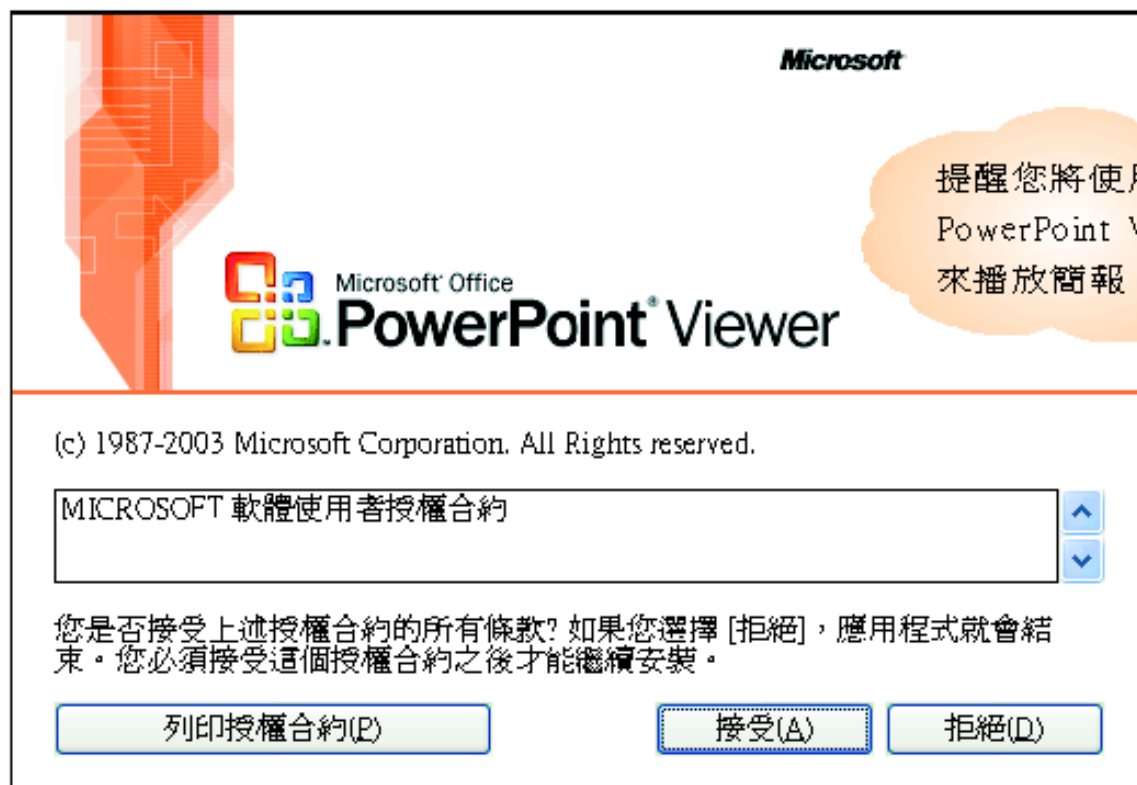 Microsoft
提醒您將使
PowerPoint
來播放簡報
Microsoft Office
PowerPoint® Viewer
(c) 1987-2003 Microsoft Corporation. All Rights reserved.
MICROSOFT 軟體使用者授權合約
您是否接受上述授權合約的所有條款? 如果您選擇 [拒絕]，應用程式就會結
束。您必須接受這個授權合約之後才能繼續安裝。
列印授權合約(P)
接受(A)
拒絕(D)